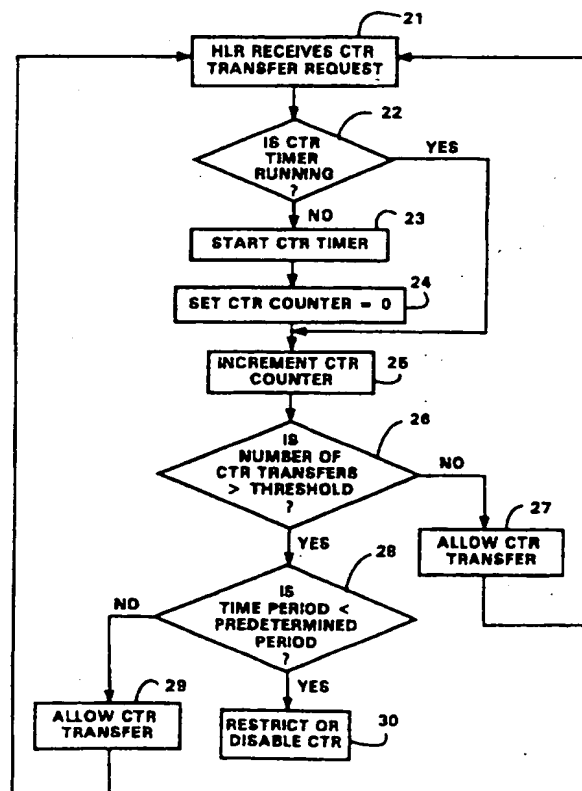 21
HLR RECEIVES CTR
TRANSFER REQUEST
22
IS CTR
TIMER
RUNNING
?
YES
NO
23
START CTR TIMER
24
SET CTR COUNTER = 0
INCREMENT CTR
COUNTER
25
26
IS
NUMBER OF
CTR TRANSFERS
> THRESHOLD
?
NO
YES
27
ALLOW CTR
TRANSFER
28
IS
TIME PERIOD <
PREDETERMINED
PERIOD
?
NO
YES
29
ALLOW CTR
TRANSFER
RESTRICT OR
DISABLE CTR
30